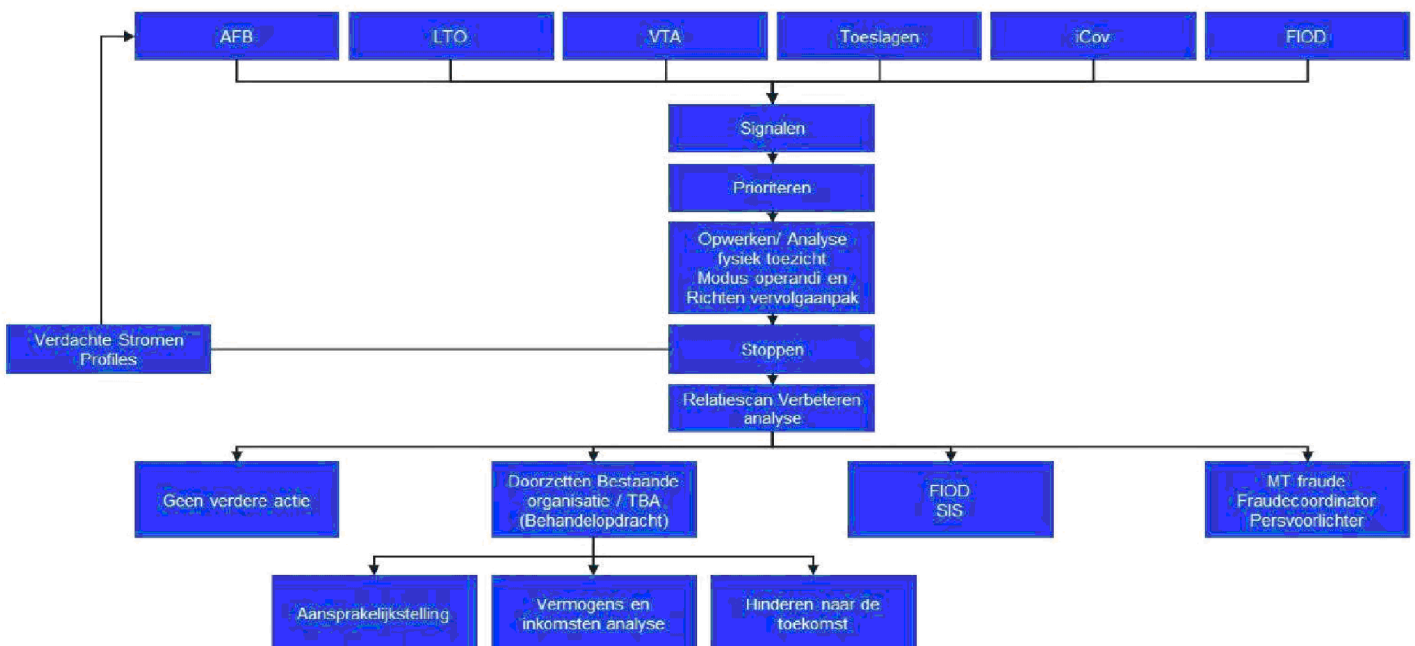 AFB
LTO
VTA
Toeslagen
iCov
FIOD
Signalen
Prioriteren
Opwerken/ Analyse
fysiek toezicht
Modus operandi en
Richten vervolgaanpak
Verdachte Stromen
Profiles
Stoppen
Relatiescan Verbeteren
analyse
Geen verdere actie
Doorzetten Bestaande
organisatie / TBA
(Behandelopdracht)
FIOD
SIS
MT fraude
Fraudecoordinator
Persvoorlichter
Aansprakelijkstelling
Vermogens en
inkomsten analyse
Hinderen naar de
toekomst